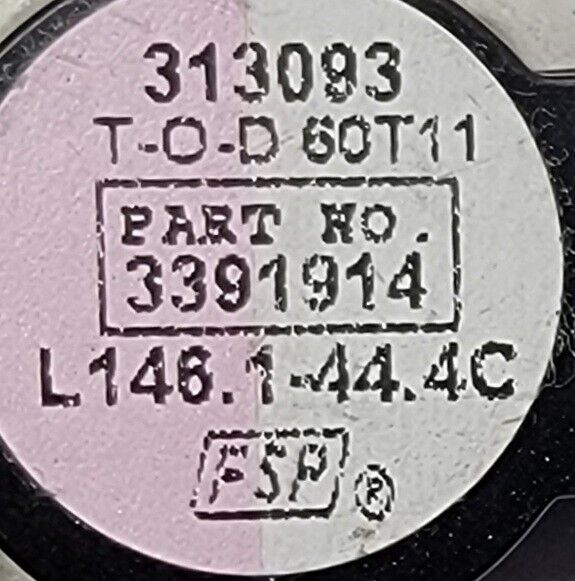 313093
T-O-D 60T11
PART NO.
3391914
L146.1-44.4C
FSP ®